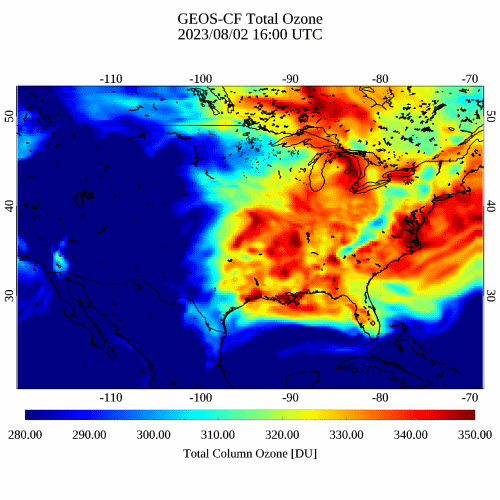 GEOS-CF Total Ozone
2023/08/02 16:00 UTC
-110 -100 -90 -80 -70
50 50
40 40
30 30
-110 -100 -90 -80 -70
280.00 290.00 300.00 310.00 320.00 330.00 340.00 350.00
Total Column Ozone [DU]